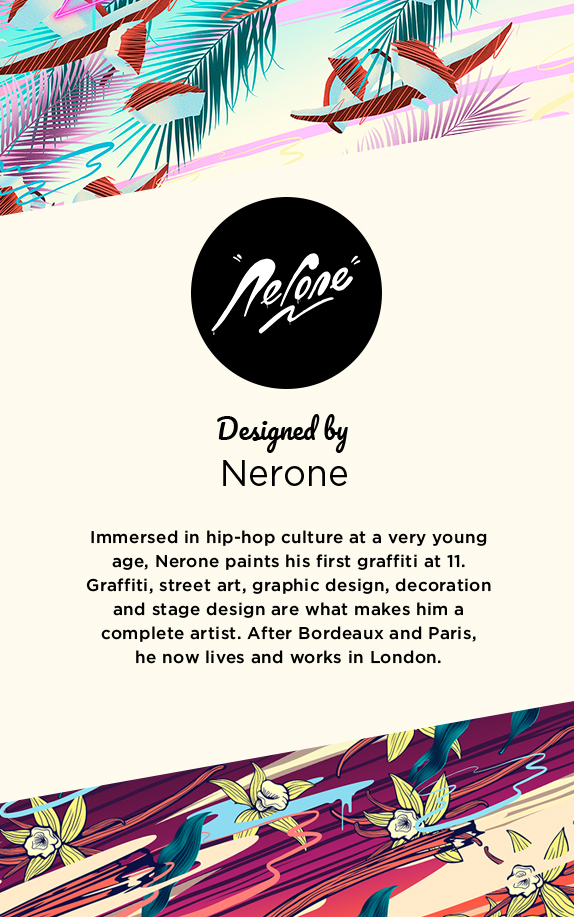 "Nerone"
Designed by
Nerone
Immersed in hip-hop culture at a very young
age, Nerone paints his first graffiti at 11.
Graffiti, street art, graphic design, decoration
and stage design are what makes him a
complete artist. After Bordeaux and Paris,
he now lives and works in London.